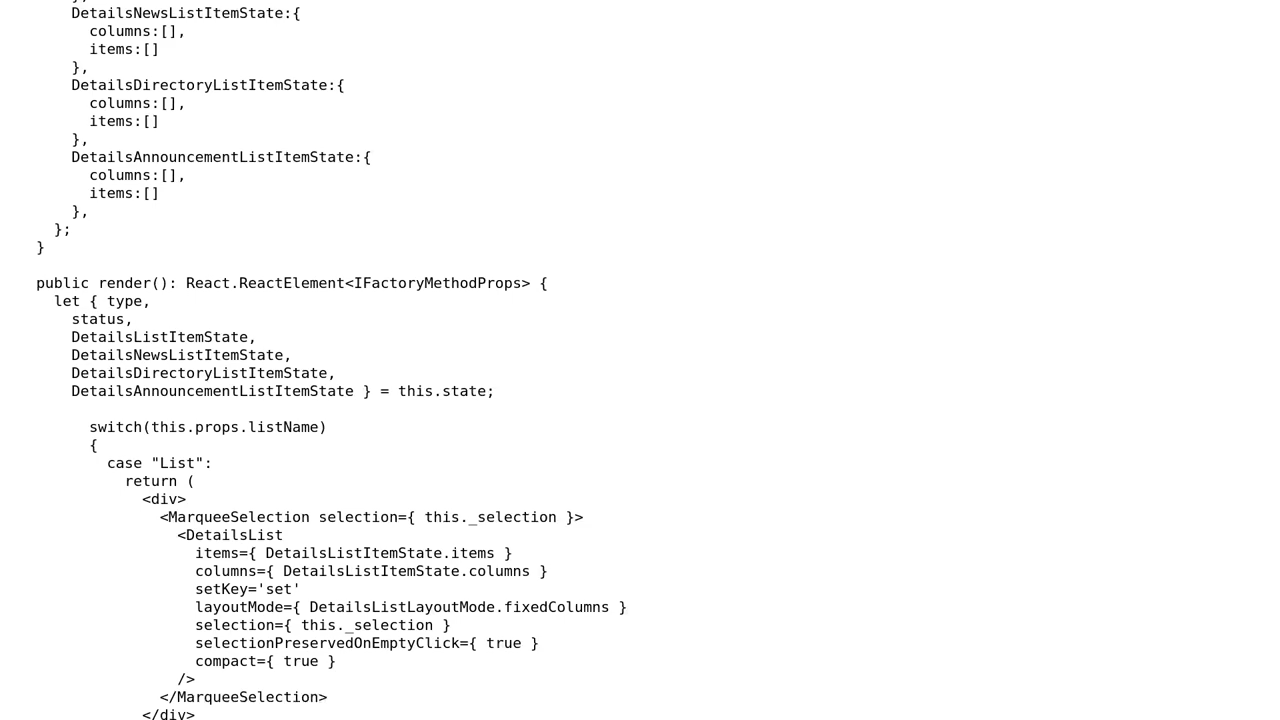 DetailsNewsListItemState:{
columns:[],
items:[]
},
DetailsDirectoryListItemState:{
columns:[],
items:[]
},
DetailsAnnouncementListItemState:{
columns:[],
items:[]
},
};
}
public render(): React.ReactElement<IFactoryMethodProps> {
let { type,
status,
DetailsListItemState,
DetailsNewsListItemState,
DetailsDirectoryListItemState,
DetailsAnnouncementListItemState } = this.state;
switch(this.props.listName)
{
case "List":
return (
<div>
<MarqueeSelection selection={ this._selection }>
<DetailsList
items={ DetailsListItemState.items }
columns={ DetailsListItemState.columns }
setKey='set'
layoutMode={ DetailsListLayoutMode.fixedColumns }
selection={ this._selection }
selectionPreservedOnEmptyClick={ true }
compact={ true }
/>
</MarqueeSelection>
</div>